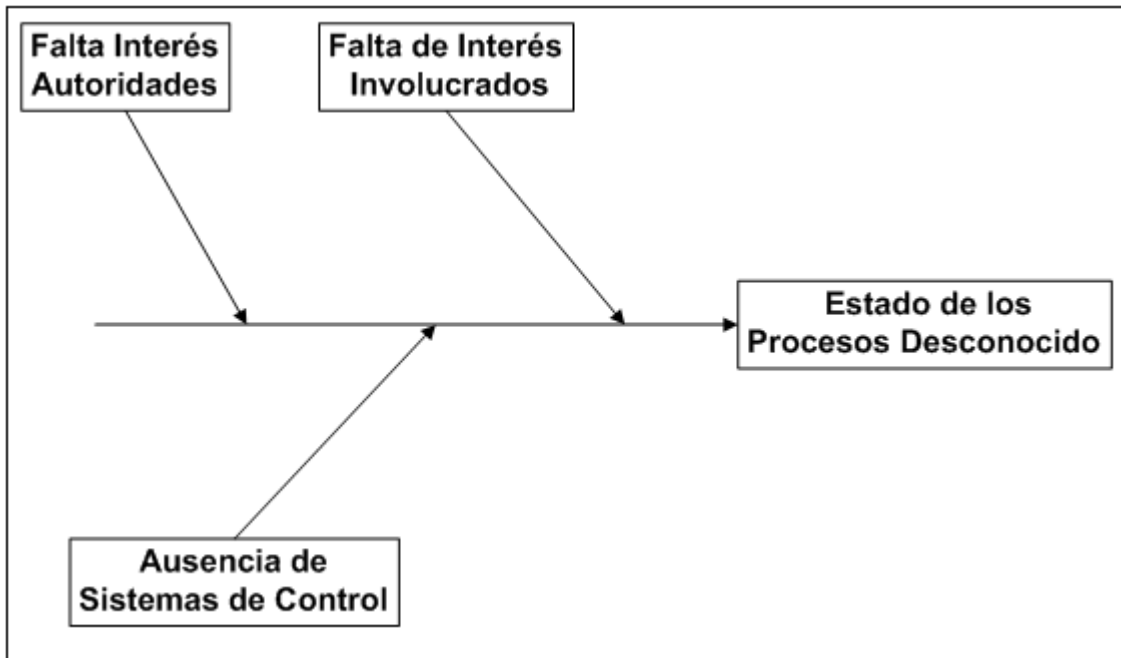 Falta Interés
Autoridades
Falta de Interés
Involucrados
Estado de los
Procesos Desconocido
Ausencia de
Sistemas de Control